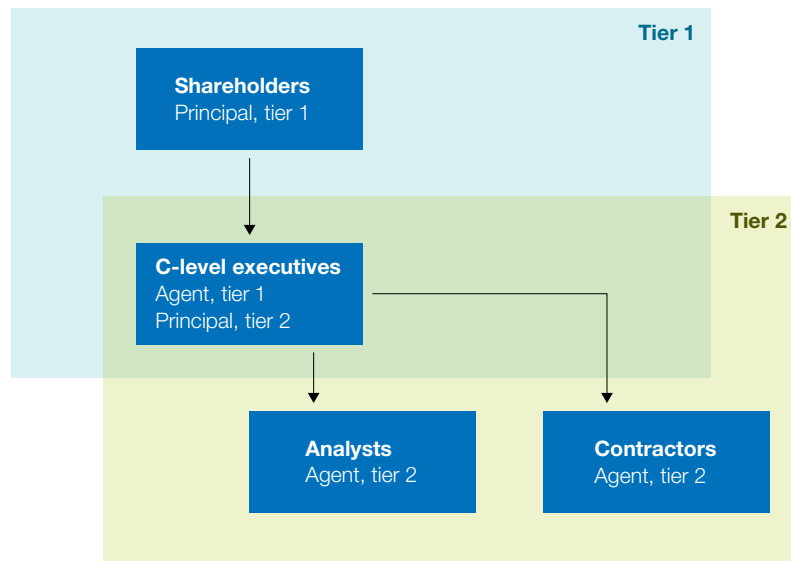 Tier 1
Shareholders
Principal, tier 1
Tier 2
C-level executives
Agent, tier 1
Principal, tier 2
Analysts
Agent, tier 2
Contractors
Agent, tier 2